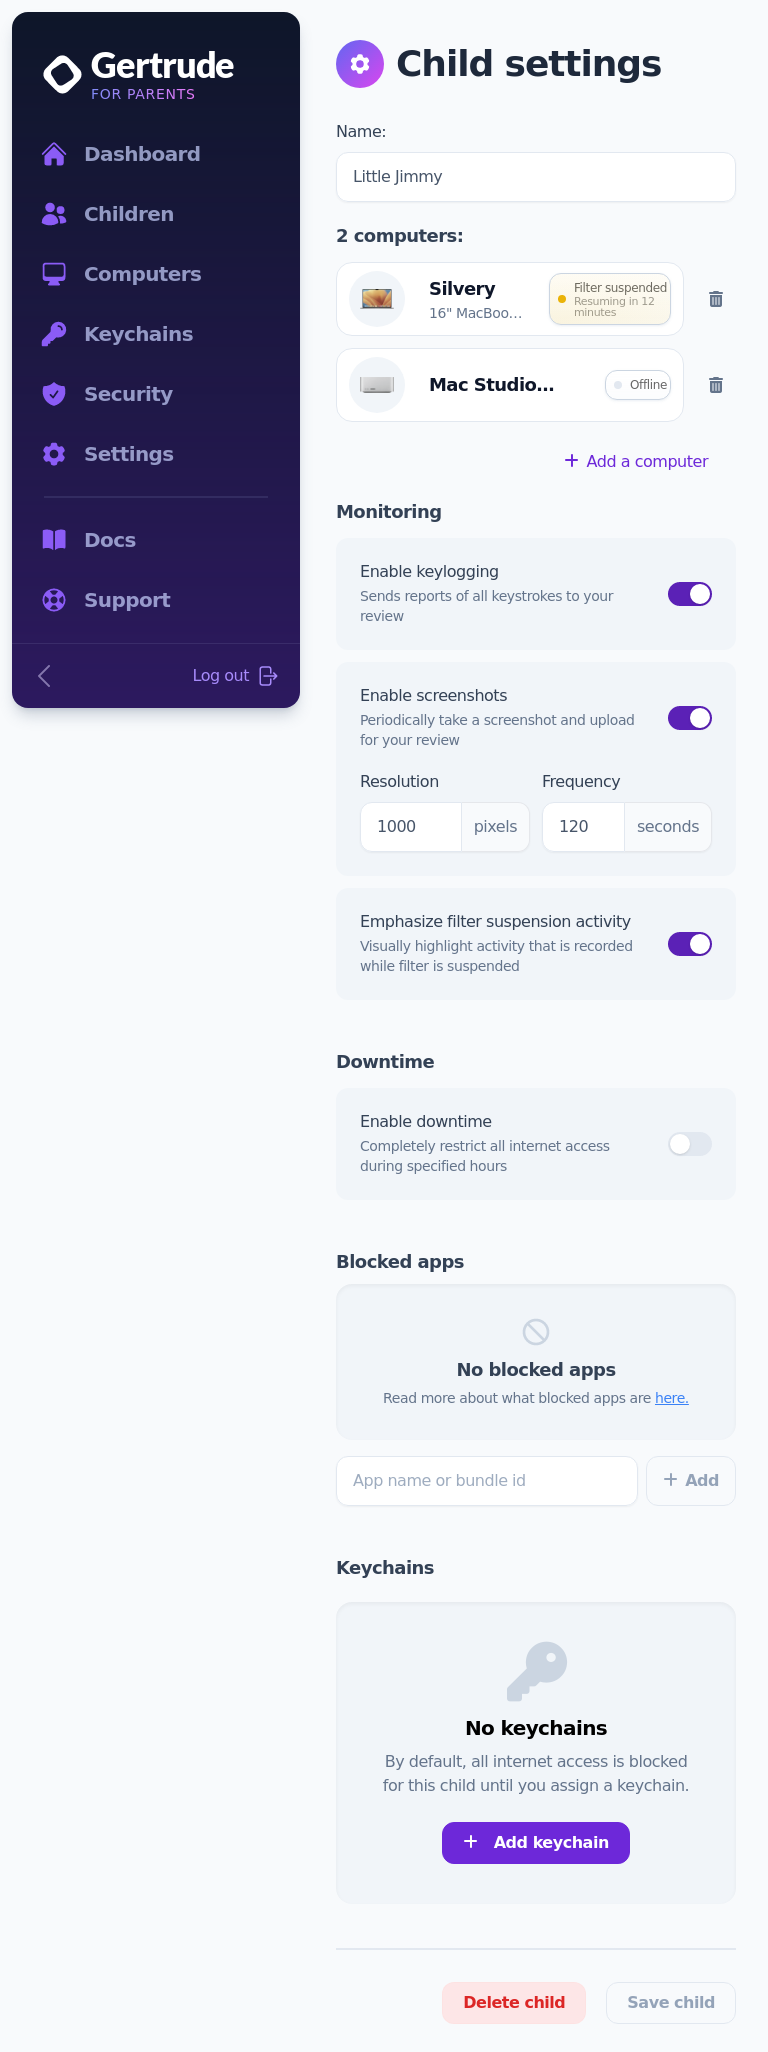 Gertrude
FOR PARENTS
Dashboard
Children
Computers
Keychains
Security
Settings
Docs
Support
Log out
Child settings
Name:
Little Jimmy
2 computers:
Silvery
16" MacBoo...
Filter suspended
Resuming in 12
minutes
Mac Studio...
Offline
+ Add a computer
Monitoring
Enable keylogging
Sends reports of all keystrokes to your
review
Enable screenshots
Periodically take a screenshot and upload
for your review
Resolution
Frequency
1000 pixels
120 seconds
Emphasize filter suspension activity
Visually highlight activity that is recorded
while filter is suspended
Downtime
Enable downtime
Completely restrict all internet access
during specified hours
Blocked apps
No blocked apps
Read more about what blocked apps are here.
App name or bundle id
+ Add
Keychains
No keychains
By default, all internet access is blocked
for this child until you assign a keychain.
+ Add keychain
Delete child
Save child